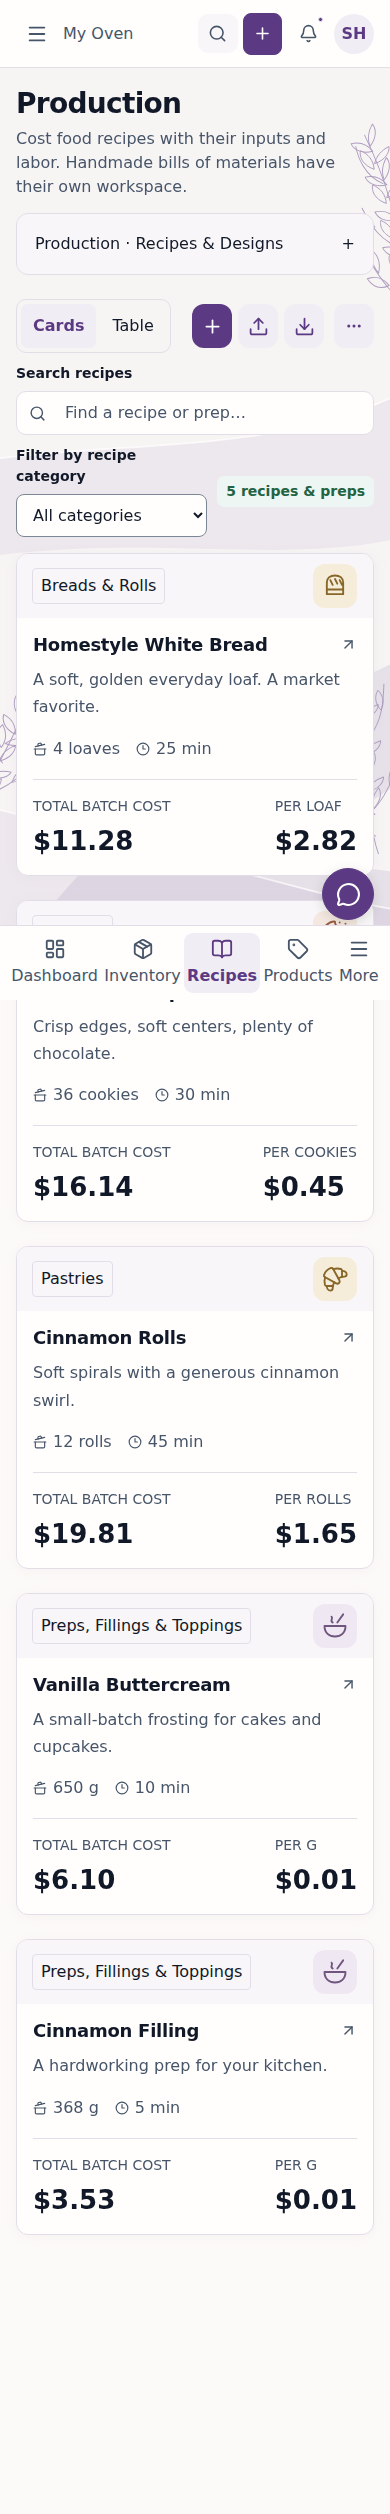 My Oven
SH
Production
Cost food recipes with their inputs and
labor. Handmade bills of materials have
their own workspace.
Production · Recipes & Designs
Cards
Table
Search recipes
Find a recipe or prep...
Filter by recipe
category
All categories
5 recipes & preps
Breads & Rolls
Homestyle White Bread
A soft, golden everyday loaf. A market
favorite.
4 loaves 25 min
TOTAL BATCH COST PER LOAF
$11.28 $2.82
Dashboard Inventory Recipes Products More
Crisp edges, soft centers, plenty of
chocolate.
36 cookies 30 min
TOTAL BATCH COST PER COOKIES
$16.14 $0.45
Pastries
Cinnamon Rolls
Soft spirals with a generous cinnamon
swirl.
12 rolls 45 min
TOTAL BATCH COST PER ROLLS
$19.81 $1.65
Preps, Fillings & Toppings
Vanilla Buttercream
A small-batch frosting for cakes and
cupcakes.
650 g 10 min
TOTAL BATCH COST PER G
$6.10 $0.01
Preps, Fillings & Toppings
Cinnamon Filling
A hardworking prep for your kitchen.
368 g 5 min
TOTAL BATCH COST PER G
$3.53 $0.01